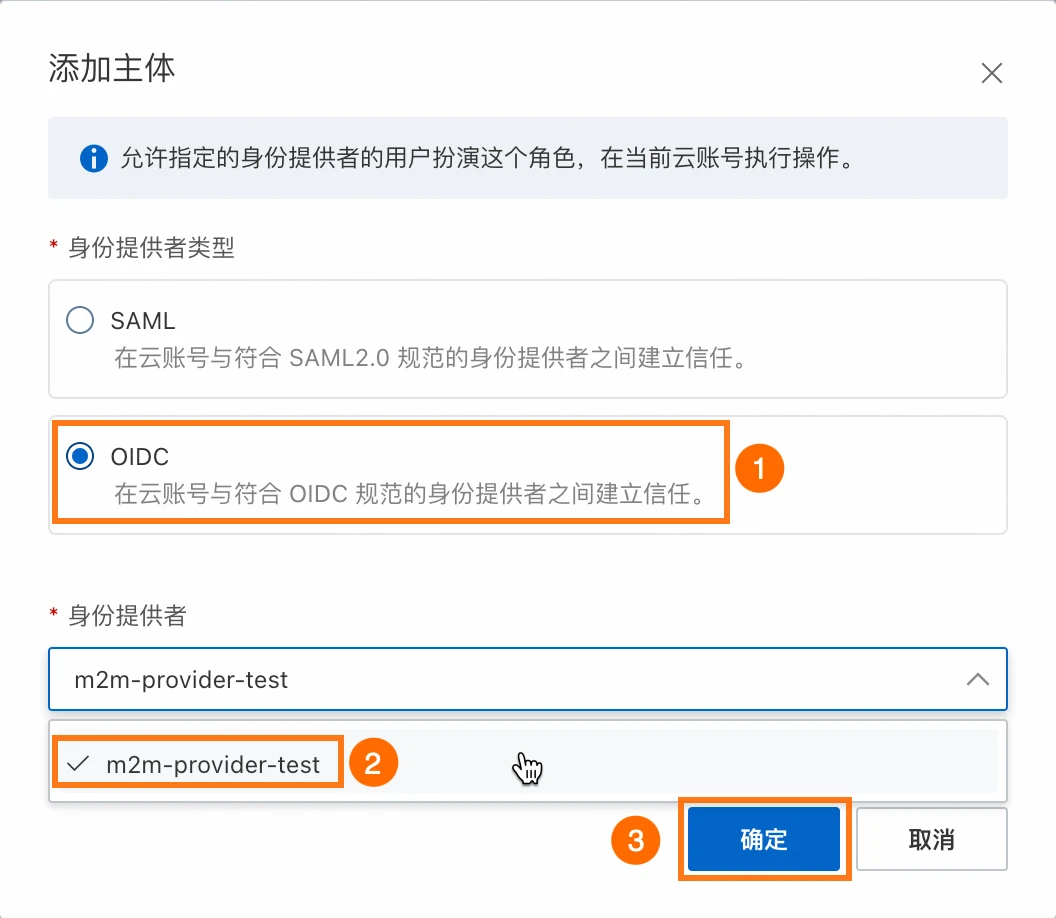 添加主体
允许指定的身份提供者的用户扮演这个角色，在当前云账号执行操作。
* 身份提供者类型
SAML
在云账号与符合 SAML2.0 规范的身份提供者之间建立信任。
OIDC
在云账号与符合 OIDC 规范的身份提供者之间建立信任。
1
* 身份提供者
m2m-provider-test
m2m-provider-test
2
3
确定
取消